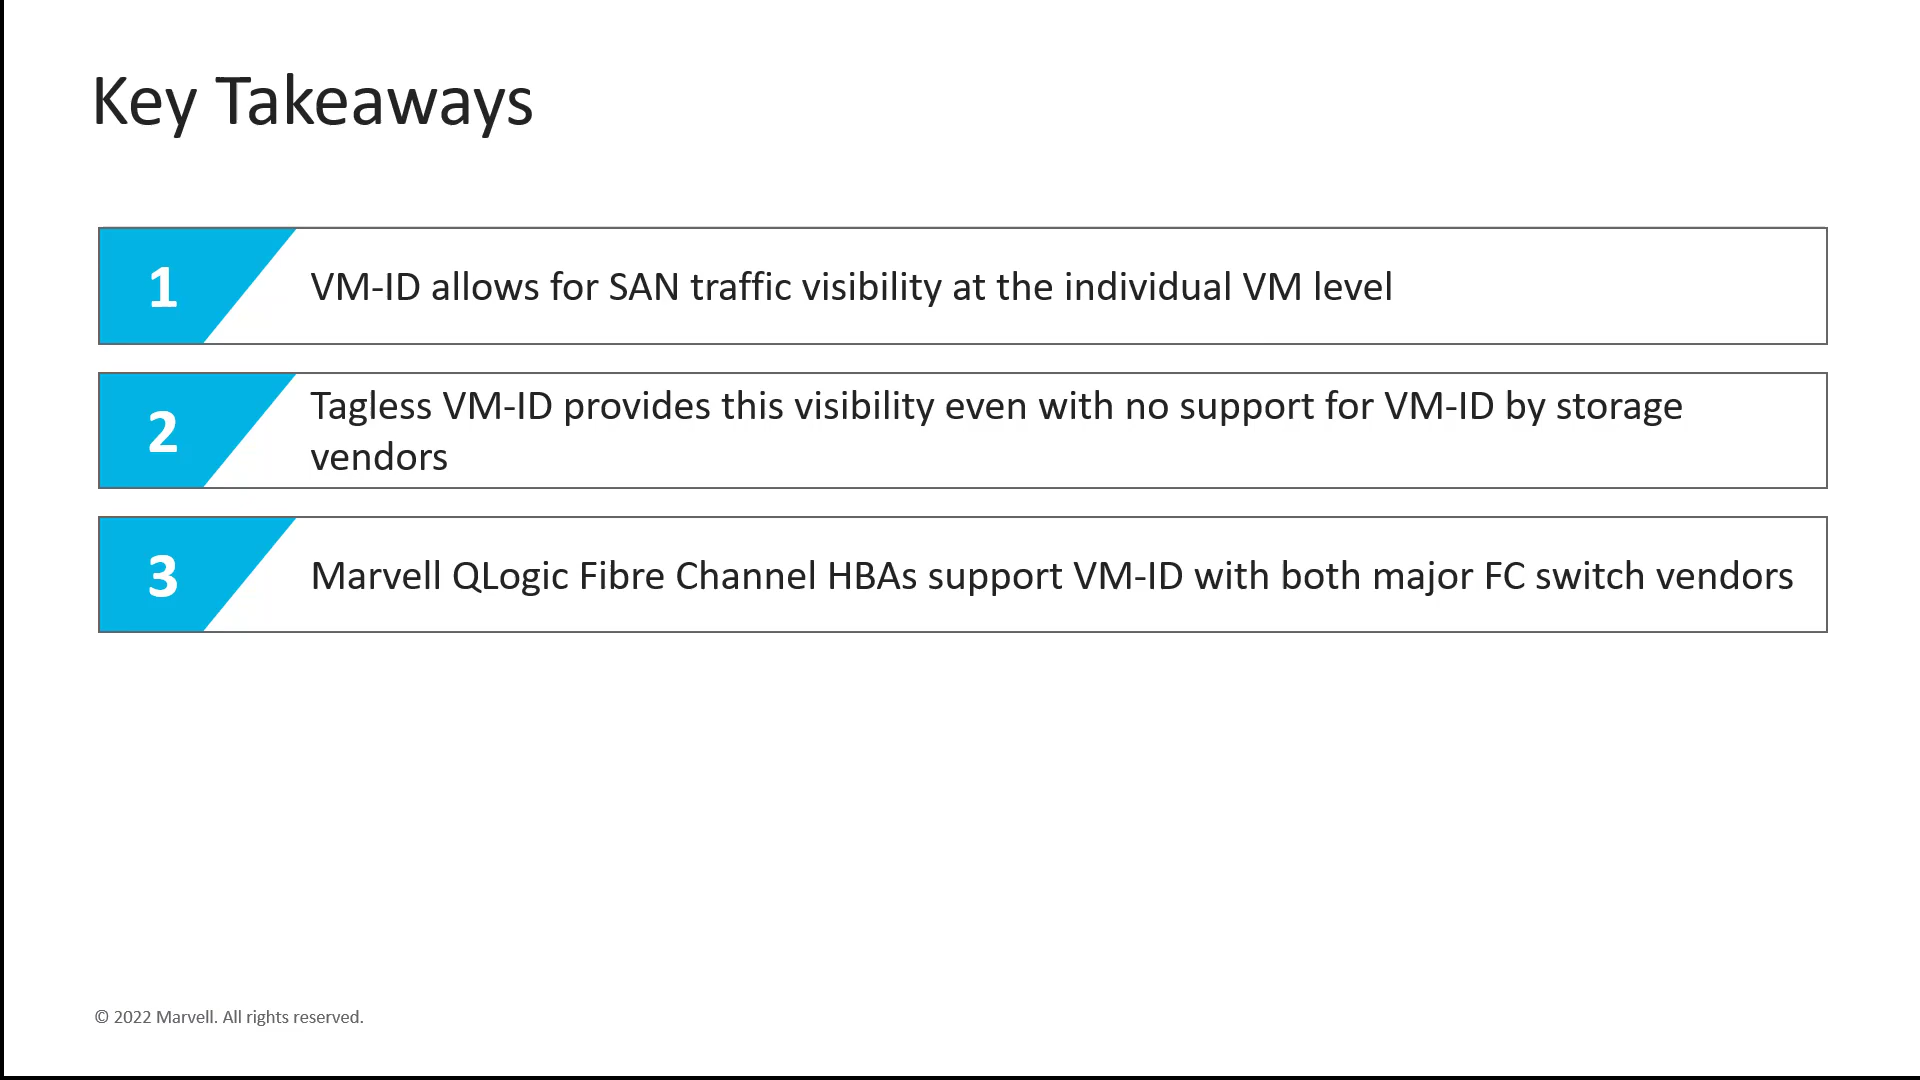 Key Takeaways
1
VM-ID allows for SAN traffic visibility at the individual VM level
2
Tagless VM-ID provides this visibility even with no support for VM-ID by storage
vendors
3
Marvell QLogic Fibre Channel HBAs support VM-ID with both major FC switch vendors
© 2022 Marvell. All rights reserved.